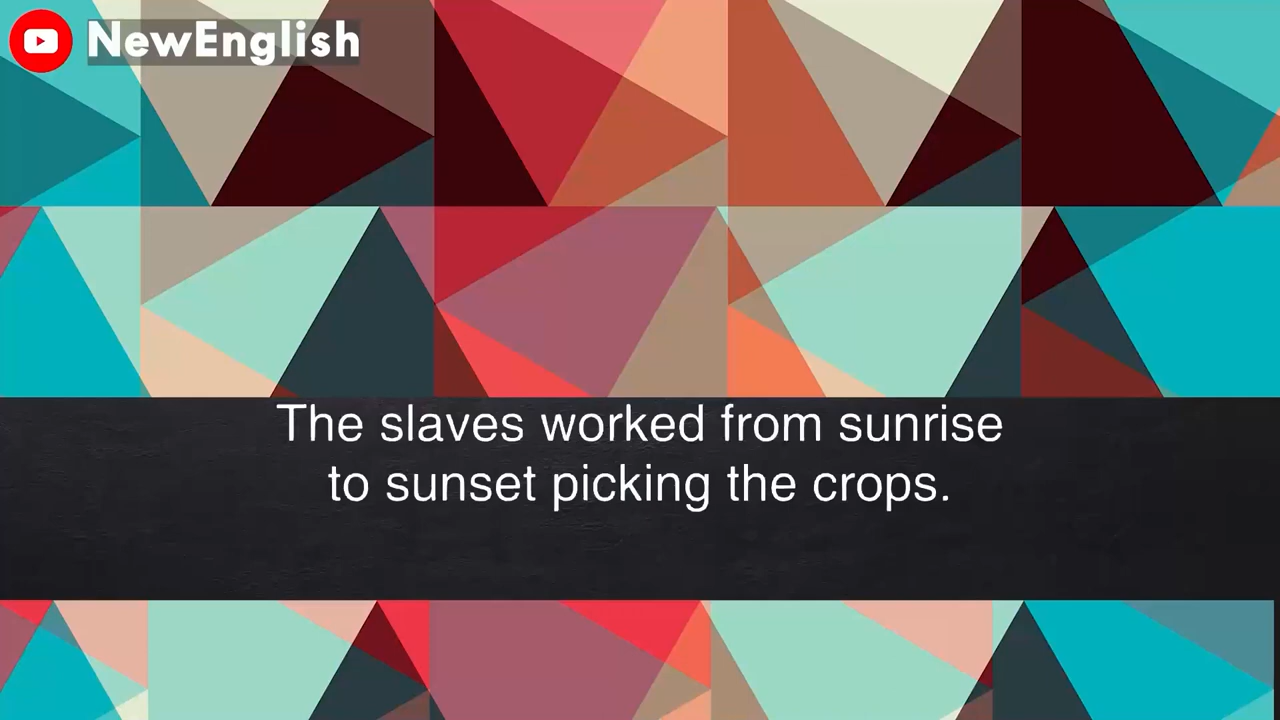 NewEnglish
The slaves worked from sunrise
to sunset picking the crops.